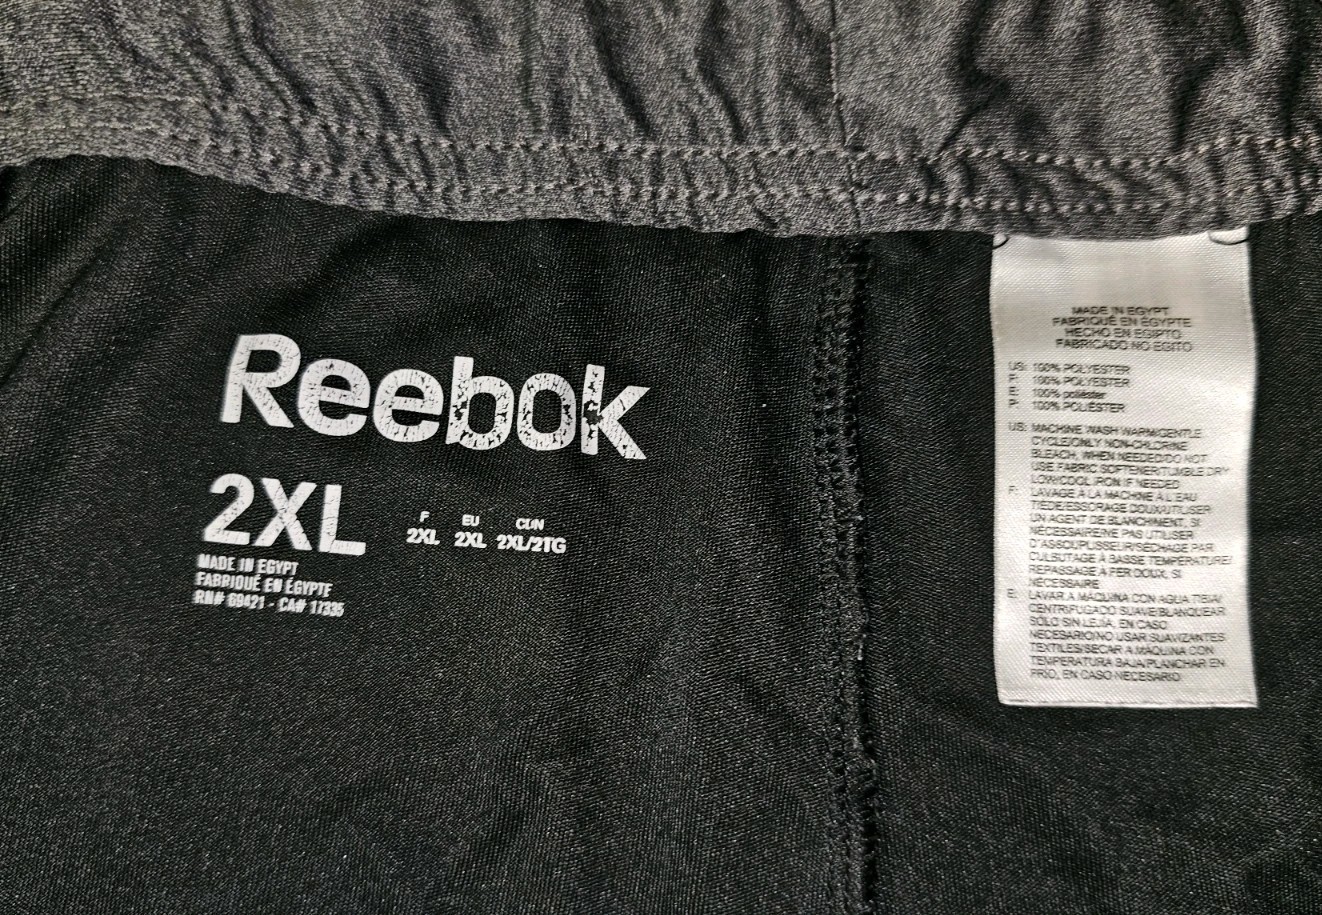 Reebok
2XL
F EU CDN
2XL 2XL 2XL/2TG
MADE IN EGYPT
FABRIQUÉ EN ÉGYPTE
RN# 69421 - CA# 17335
MADE IN EGYPT
FABRIQUÉ EN ÉGYPTE
HECHO EN EGIPTO
FABRICADO NO EGITO
US: 100% POLYESTER
F: 100% POLYESTER
E: 100% poliéster
P: 100% POLIÉSTER
US: MACHINE WASH WARM/GENTLE
CYCLE/ONLY NON-CHLORINE
BLEACH, WHEN NEEDED/DO NOT
USE FABRIC SOFTENER/TUMBLE DRY
LOW/COOL IRON IF NEEDED
F: LAVAGE A LA MACHINE A L'EAU
TIEDE/ESSORAGE DOUX/UTILISER
UN AGENT DE BLANCHIMENT, SI
NÉCESSAIRE/NE PAS UTILISER
D'ASSOUPLISSEUR/SECHAGE PAR
CULBUTAGE À BASSE TEMPÉRATURE/
REPASSAGE A FER DOUX, SI
NÉCESSAIRE
E: LAVAR A MÁQUINA CON AGUA TIBIA/
CENTRIFUGADO SUAVE/BLANQUEAR
SÓLO SIN LEJÍA, EN CASO
NECESARIO/NO USAR SUAVIZANTES
TEXTILES/SECAR A MÁQUINA CON
TEMPERATURA BAJA/PLANCHAR EN
FRÍO, EN CASO NECESARIO